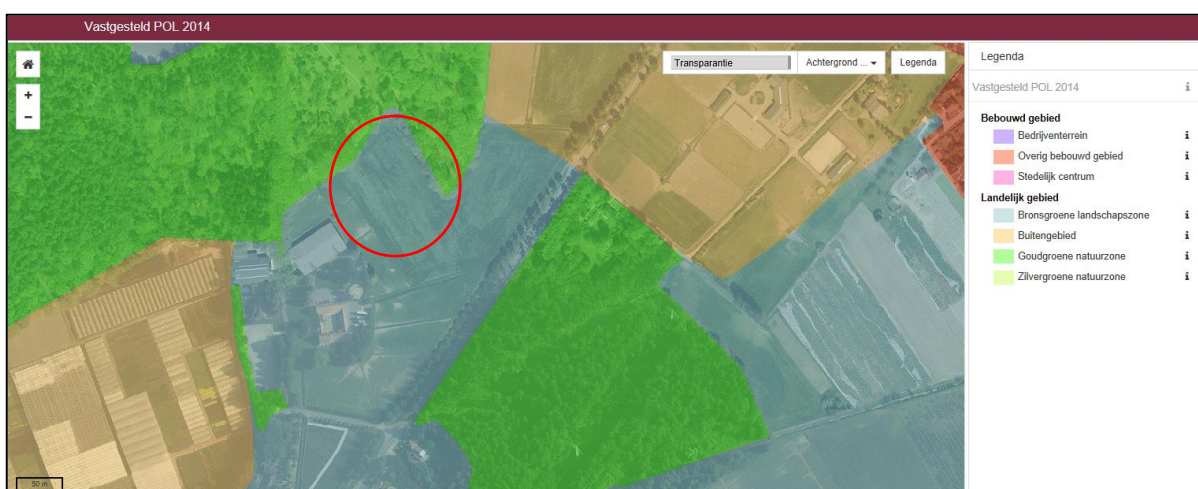 Vastgesteld POL 2014
Transparantie
Achtergrond ...
Legenda
+
-
50 m
Legenda
Vastgesteld POL 2014 i
Bebouwd gebied
Bedrijventerrein i
Overig bebouwd gebied i
Stedelijk centrum i
Landelijk gebied
Bronsgroene landschapszone i
Buitengebied i
Goudgroene natuurzone i
Zilvergroene natuurzone i